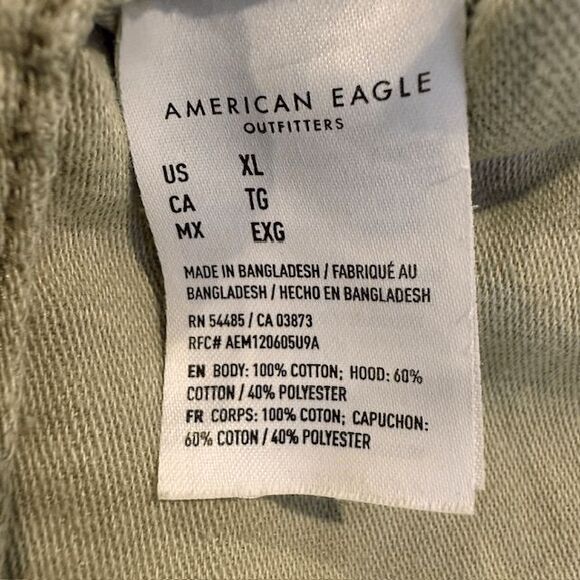 AMERICAN EAGLE
OUTFITTERS
US XL
CA TG
MX EXG
MADE IN BANGLADESH / FABRIQUÉ AU
BANGLADESH / HECHO EN BANGLADESH
RN 54485 / CA 03873
RFC# AEM120605U9A
EN BODY: 100% COTTON; HOOD: 60%
COTTON / 40% POLYESTER
FR CORPS: 100% COTON; CAPUCHON:
60% COTON / 40% POLYESTER